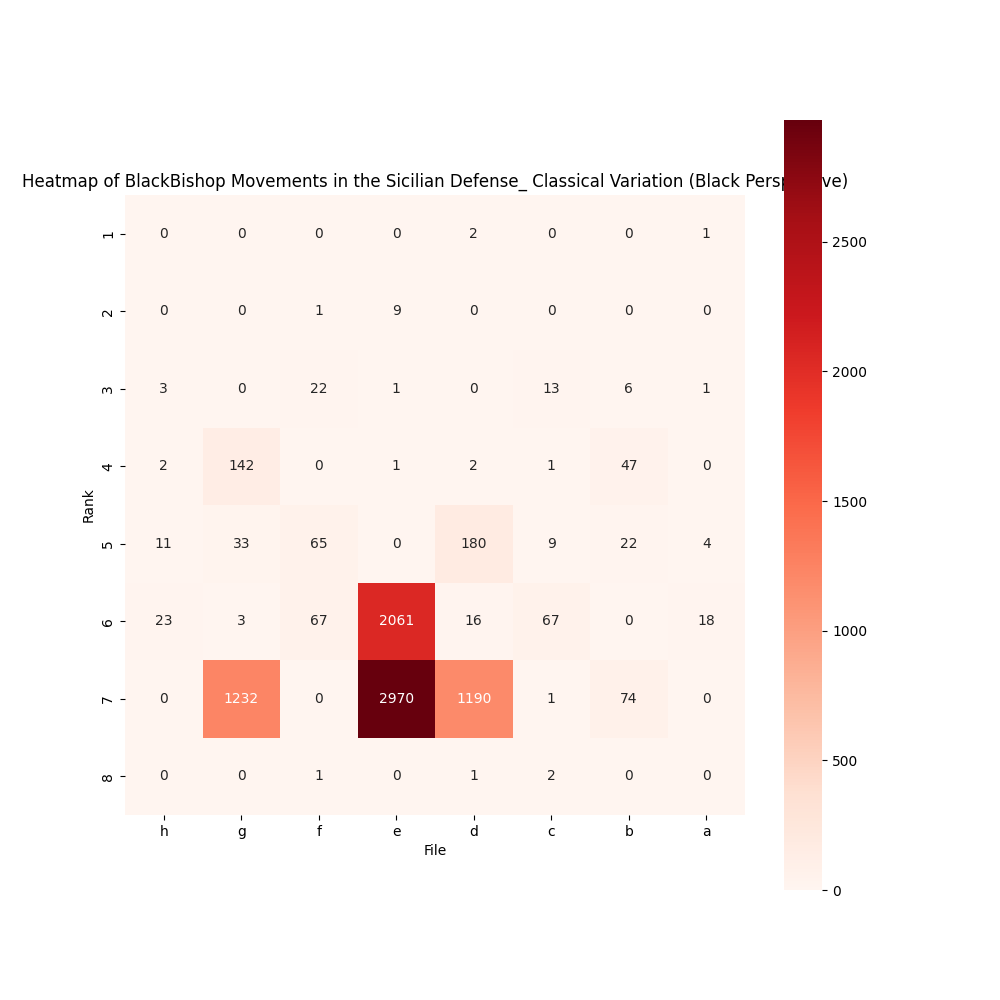 Heatmap of BlackBishop Movements in the Sicilian Defense_ Classical Variation (Black Perspective)
1 0 0 0 0 2 0 0 1
2 0 0 1 9 0 0 0 0
3 3 0 22 1 0 13 6 1
4 2 142 0 1 2 1 47 0
Rank
5 11 33 65 0 180 9 22 4
6 23 3 67 2061 16 67 0 18
7 0 1232 0 2970 1190 1 74 0
8 0 0 1 0 1 2 0 0
h g f e d c b a
File
2500
2000
1500
1000
500
0